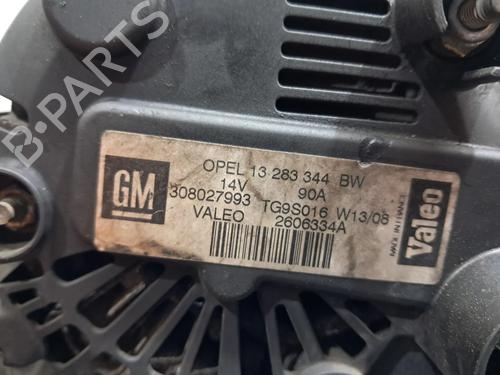 B-PARTS
OPEL 13 283 344 BW
14V 90A
GM
308027993 TG9S016 W13/08
VALEO 2606334A
Valeo